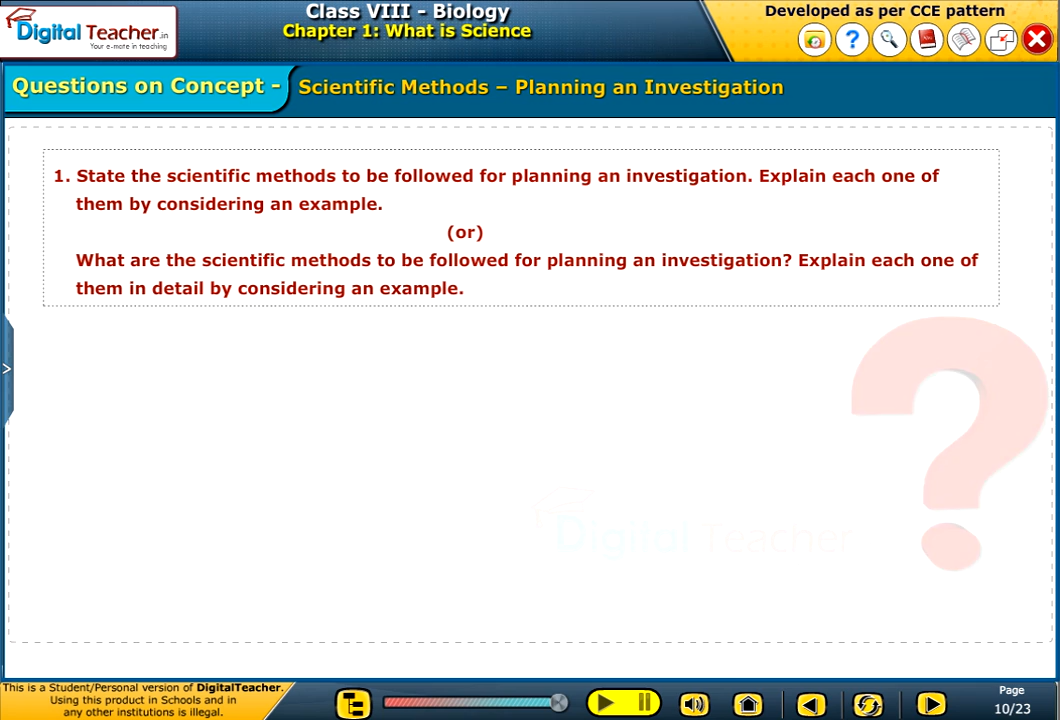 Digital Teacher.in
Your e-mate in teaching
Class VIII - Biology
Chapter 1: What is Science
Developed as per CCE pattern
?
Questions on Concept -
Scientific Methods – Planning an Investigation
1. State the scientific methods to be followed for planning an investigation. Explain each one of
them by considering an example.
(or)
What are the scientific methods to be followed for planning an investigation? Explain each one of
them in detail by considering an example.
>
?
Digital Teacher
This is a Student/Personal version of DigitalTeacher.
Using this product in Schools and in
any other institutions is illegal.
Page
10/23